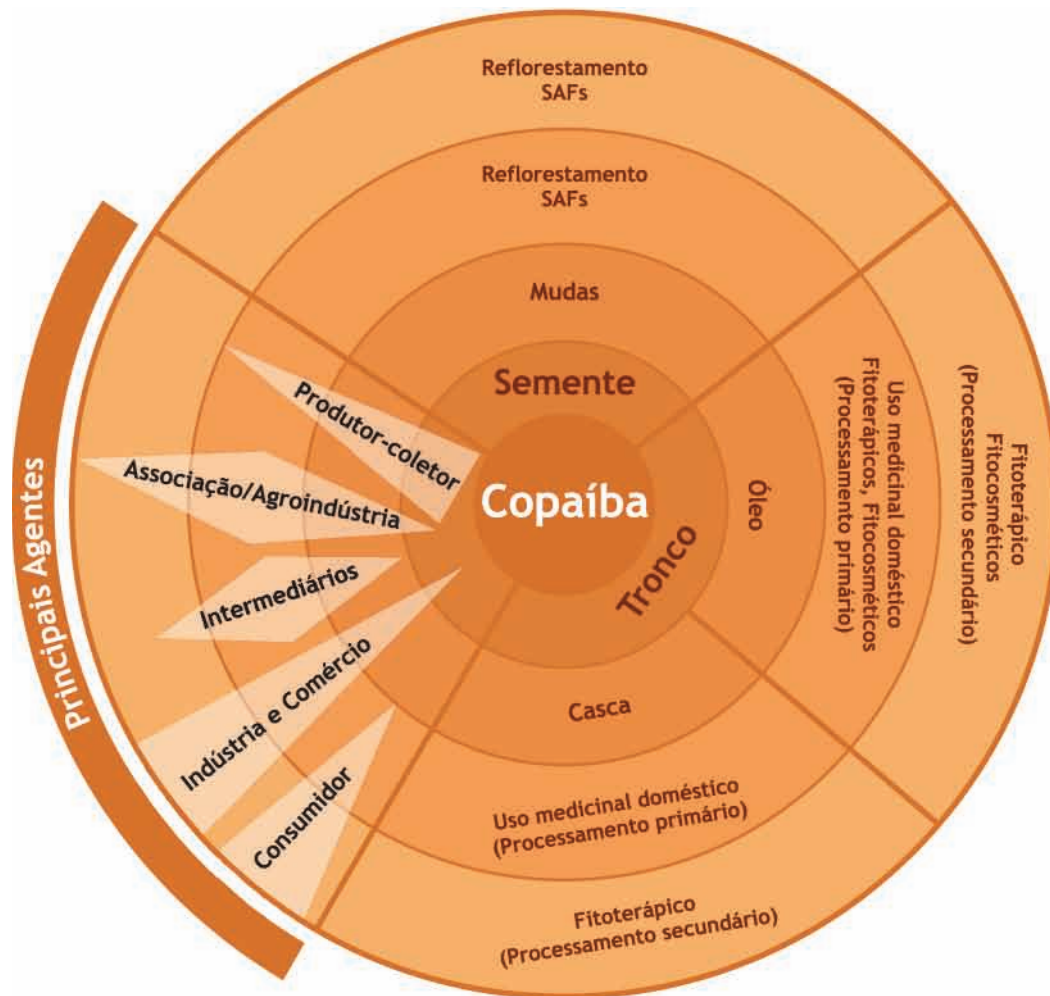 Reflorestamento
SAFs
Reflorestamento
SAFs
Mudas
Semente
Copaíba
Tronco
Óleo
Uso medicinal doméstico
Fitoterápicos, Fitocosméticos
(Processamento primário)
Fitoterápico
Fitocosméticos
(Processamento secundário)
Casca
Uso medicinal doméstico
(Processamento primário)
Fitoterápico
(Processamento secundário)
Principais Agentes
Produtor-coletor
Associação/Agroindústria
Intermediários
Indústria e Comércio
Consumidor